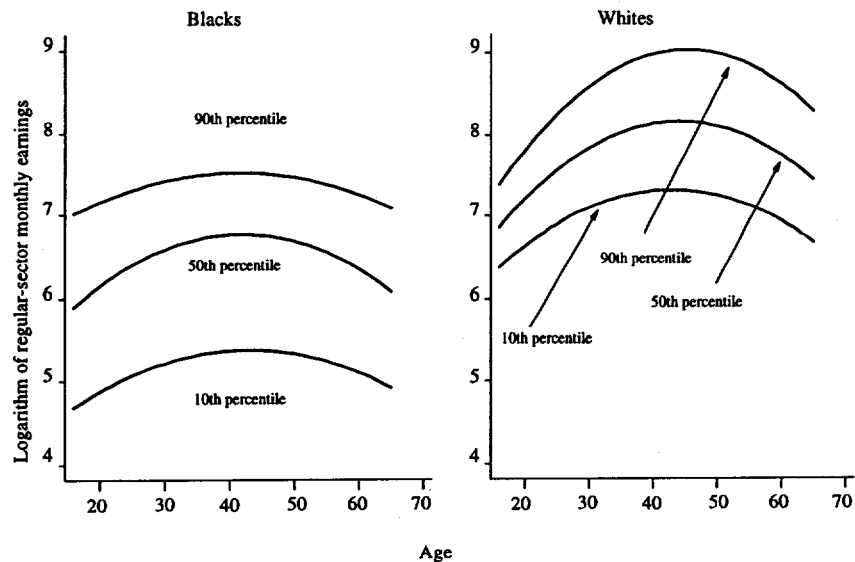 Blacks
Whites
Logarithm of regular-sector monthly earnings
9
8
7
6
5
4
90th percentile
50th percentile
10th percentile
20
30
40
50
60
70
9
8
7
6
5
4
90th percentile
50th percentile
10th percentile
20
30
40
50
60
70
Age